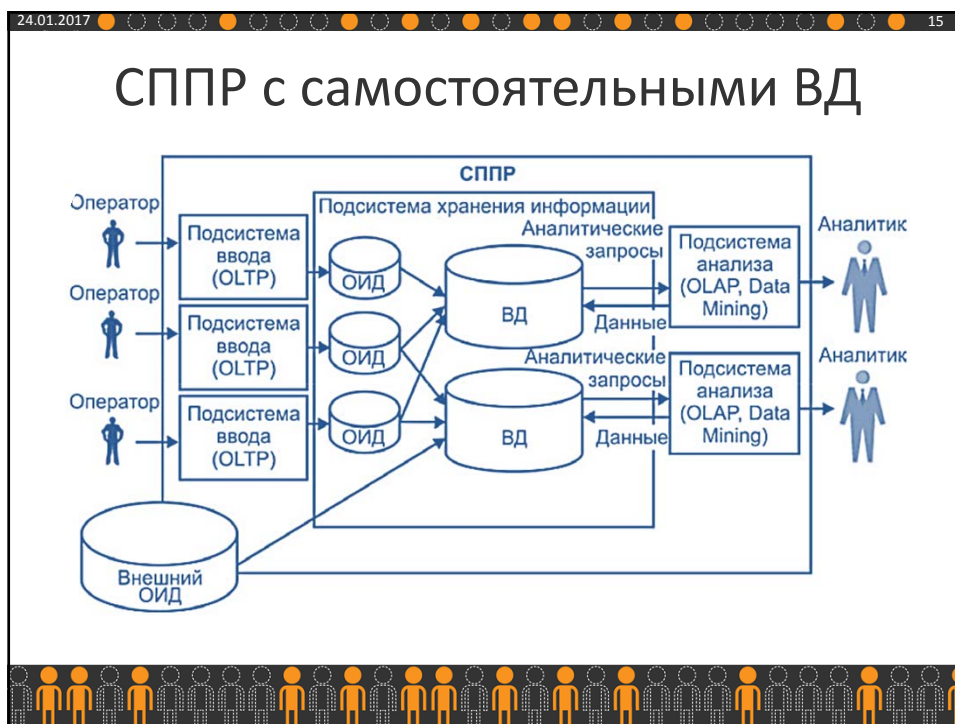 24.01.2017
15
СППР с самостоятельными ВД
СППР
Оператор
Подсистема
ввода
(OLTP)
Подсистема хранения информации
ОИД
Аналитические
запросы
ВД
Данные
Подсистема
анализа
(OLAP, Data
Mining)
Аналитик
Оператор
Подсистема
ввода
(OLTP)
ОИД
Оператор
Подсистема
ввода
(OLTP)
ОИД
Аналитические
запросы
ВД
Данные
Подсистема
анализа
(OLAP, Data
Mining)
Аналитик
Внешний
ОИД